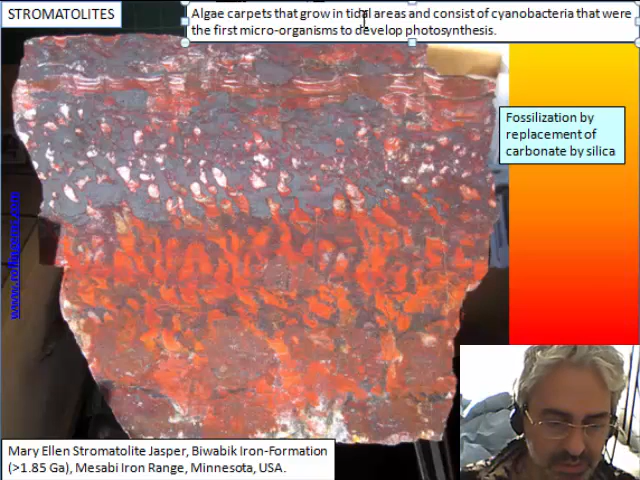 STROMATOLITES
Algae carpets that grow in tidal areas and consist of cyanobacteria that were
the first micro-organisms to develop photosynthesis.
Fossilization by
replacement of
carbonate by silica
Mary Ellen Stromatolite Jasper, Biwabik Iron-Formation
(>1.85 Ga), Mesabi Iron Range, Minnesota, USA.